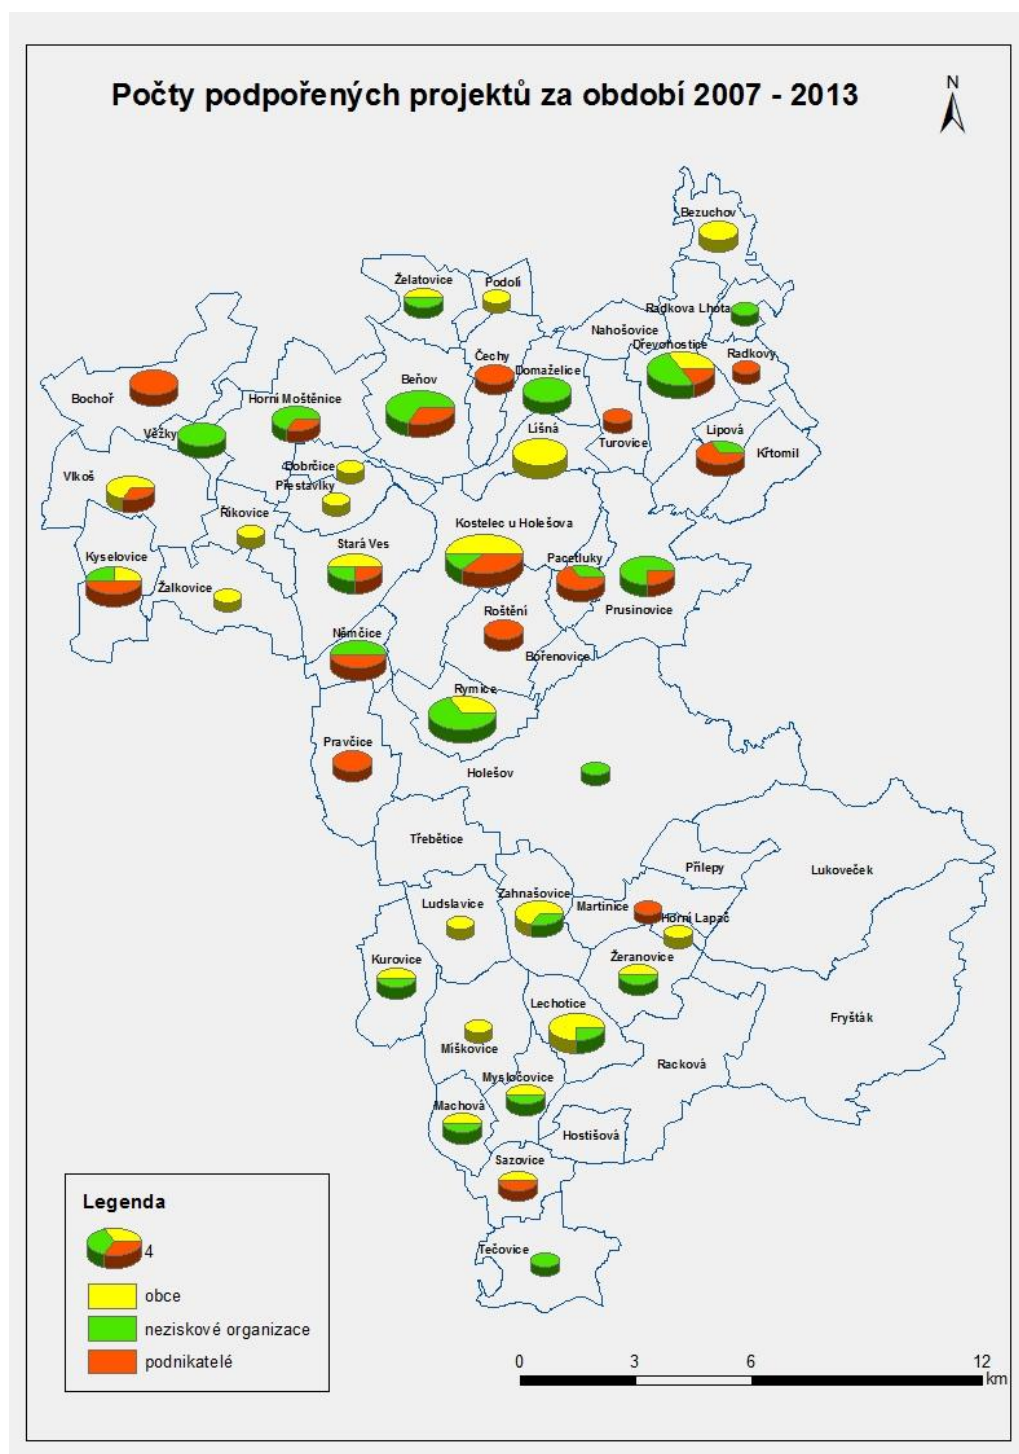 Počty podpořených projektů za období 2007 - 2013
N
Bezuchov
Želatovice
Podolí
Radkova Lhota
Nahošovice
Dřevohostice
Radkovy
Čechy
Domaželice
Beňov
Bochoř
Horní Moštěnice
Líšná
Lipová
Věžky
Turovice
Křtomil
Dobrčice
Vlkoš
Přestavlky
Říkovice
Kostelec u Holešova
Stará Ves
Kyselovice
Pacetluky
Žalkovice
Roštění
Prusinovice
Němčice
Bořenovice
Rymice
Pravčice
Holešov
Třebětice
Přílepy
Lukoveček
Zahnašovice
Ludslavice
Martinice
Horní Lapač
Kurovice
Žeranovice
Lechotice
Fryšták
Míškovice
Racková
Mysločovice
Machová
Hostišová
Sazovice
Tečovice
Legenda
4
obce
neziskové organizace
podnikatelé
0 3 6 12
km